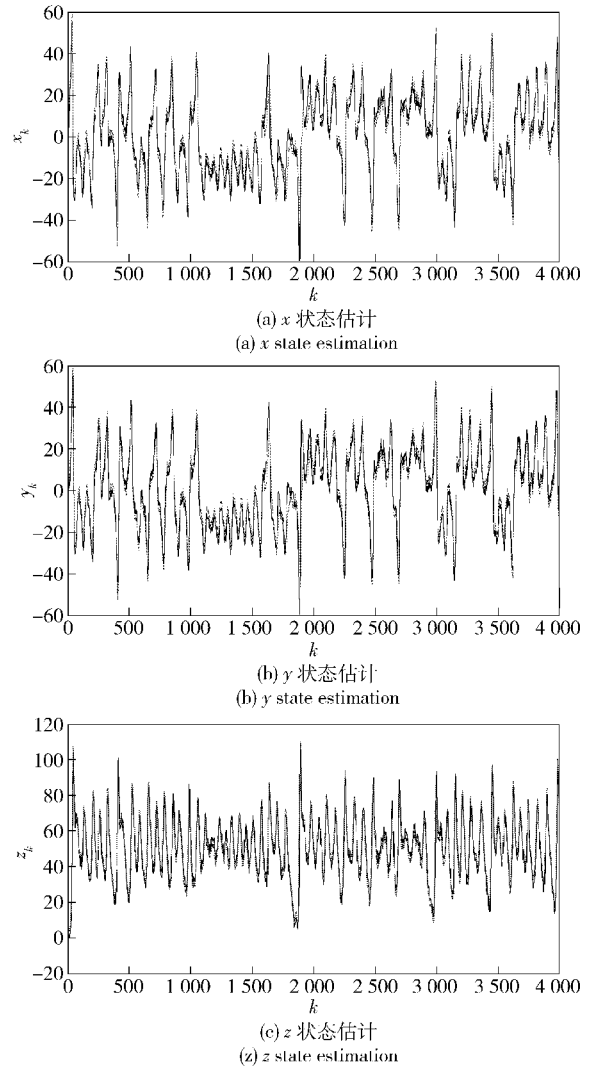 60
40
20
x_k
0
−20
−40
−60
0 500 1 000 1 500 2 000 2 500 3 000 3 500 4 000
k
(a) x 状态估计
(a) x state estimation
60
40
20
y_k
0
−20
−40
−60
0 500 1 000 1 500 2 000 2 500 3 000 3 500 4 000
k
(b) y 状态估计
(b) y state estimation
120
100
80
60
z_k
40
20
0
−20
0 500 1 000 1 500 2 000 2 500 3 000 3 500 4 000
k
(c) z 状态估计
(z) z state estimation